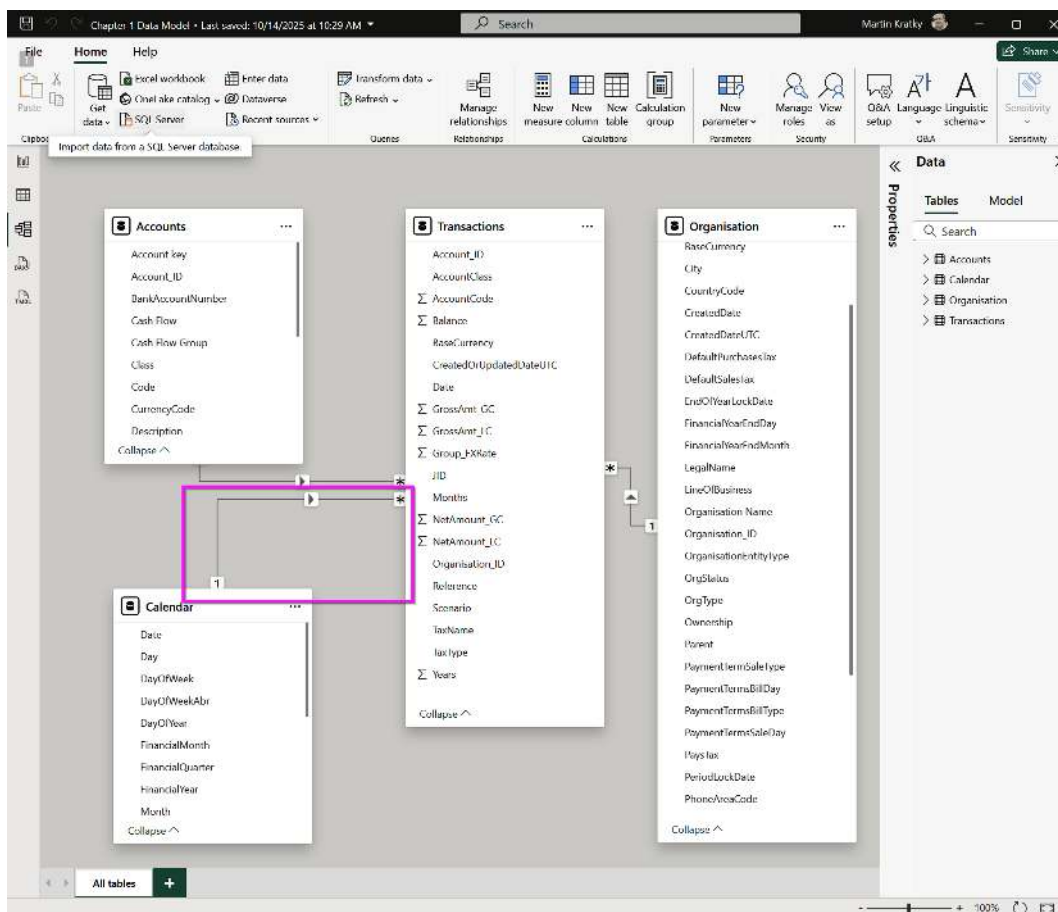 Chapter 1 Data Model • Last saved: 10/14/2025 at 10:29 AM
Search
Martin Kratky
File
Home
Help
Share
Paste
Get data
Excel workbook
OneLake catalog
SQL Server
Enter data
Dataverse
Recent sources
Transform data
Refresh
Manage relationships
New measure
New column
New table
Calculation group
New parameter
Manage roles
View as
Q&A setup
Language
Linguistic schema
Sensitivity
Queries
Relationships
Calculations
Parameters
Security
Q&A
Sensitivity
Import data from a SQL Server database.
Accounts
Account key
Account_ID
BankAccountNumber
Cash Flow
Cash Flow Group
Class
Code
CurrencyCode
Description
Collapse
Calendar
Date
Day
DayOfWeek
DayOfWeekAbr
DayOfYear
FinancialMonth
FinancialQuarter
FinancialYear
Month
Collapse
Transactions
Account_ID
AccountClass
AccountCode
Balance
BaseCurrency
CreatedOrUpdatedDateUTC
Date
GrossAmt_GC
GrossAmt_LC
Group_FXRate
JID
Months
NetAmount_GC
NetAmount_LC
Organisation_ID
Reference
Scenario
TaxName
TaxType
Years
Collapse
1
*
*
*
1
Organisation
BaseCurrency
City
CountryCode
CreatedDate
CreatedDateUTC
DefaultPurchasesTax
DefaultSalesTax
EndOfYearLockDate
FinancialYearEndDay
FinancialYearEndMonth
LegalName
LineOfBusiness
Organisation Name
Organisation_ID
OrganisationEntityType
OrgStatus
OrgType
Ownership
Parent
PaymentTermSaleType
PaymentTermsBillDay
PaymentTermsBillType
PaymentTermsSaleDay
PaysTax
PeriodLockDate
PhoneAreaCode
Collapse
Properties
Data
Tables
Model
Search
Accounts
Calendar
Organisation
Transactions
All tables
+
- + 100%